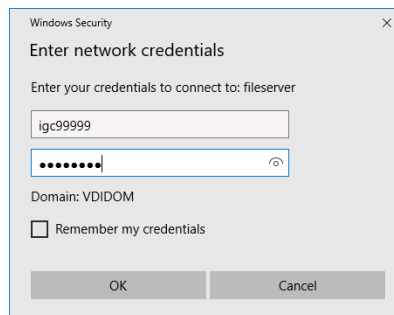 Windows Security
Enter network credentials
Enter your credentials to connect to: fileserver
igc99999
●●●●●●●●
Domain: VDIDOM
Remember my credentials
OK
Cancel